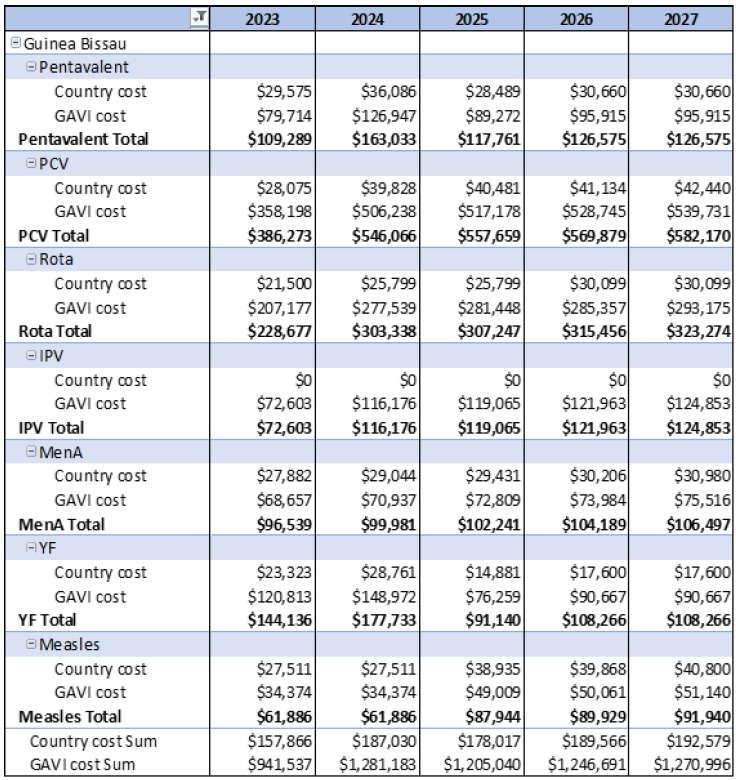 2023 2024 2025 2026 2027
Guinea Bissau
Pentavalent
Country cost $29,575 $36,086 $28,489 $30,660 $30,660
GAVI cost $79,714 $126,947 $89,272 $95,915 $95,915
Pentavalent Total $109,289 $163,033 $117,761 $126,575 $126,575
PCV
Country cost $28,075 $39,828 $40,481 $41,134 $42,440
GAVI cost $358,198 $506,238 $517,178 $528,745 $539,731
PCV Total $386,273 $546,066 $557,659 $569,879 $582,170
Rota
Country cost $21,500 $25,799 $25,799 $30,099 $30,099
GAVI cost $207,177 $277,539 $281,448 $285,357 $293,175
Rota Total $228,677 $303,338 $307,247 $315,456 $323,274
IPV
Country cost $0 $0 $0 $0 $0
GAVI cost $72,603 $116,176 $119,065 $121,963 $124,853
IPV Total $72,603 $116,176 $119,065 $121,963 $124,853
MenA
Country cost $27,882 $29,044 $29,431 $30,206 $30,980
GAVI cost $68,657 $70,937 $72,809 $73,984 $75,516
MenA Total $96,539 $99,981 $102,241 $104,189 $106,497
YF
Country cost $23,323 $28,761 $14,881 $17,600 $17,600
GAVI cost $120,813 $148,972 $76,259 $90,667 $90,667
YF Total $144,136 $177,733 $91,140 $108,266 $108,266
Measles
Country cost $27,511 $27,511 $38,935 $39,868 $40,800
GAVI cost $34,374 $34,374 $49,009 $50,061 $51,140
Measles Total $61,886 $61,886 $87,944 $89,929 $91,940
Country cost Sum $157,866 $187,030 $178,017 $189,566 $192,579
GAVI cost Sum $941,537 $1,281,183 $1,205,040 $1,246,691 $1,270,996